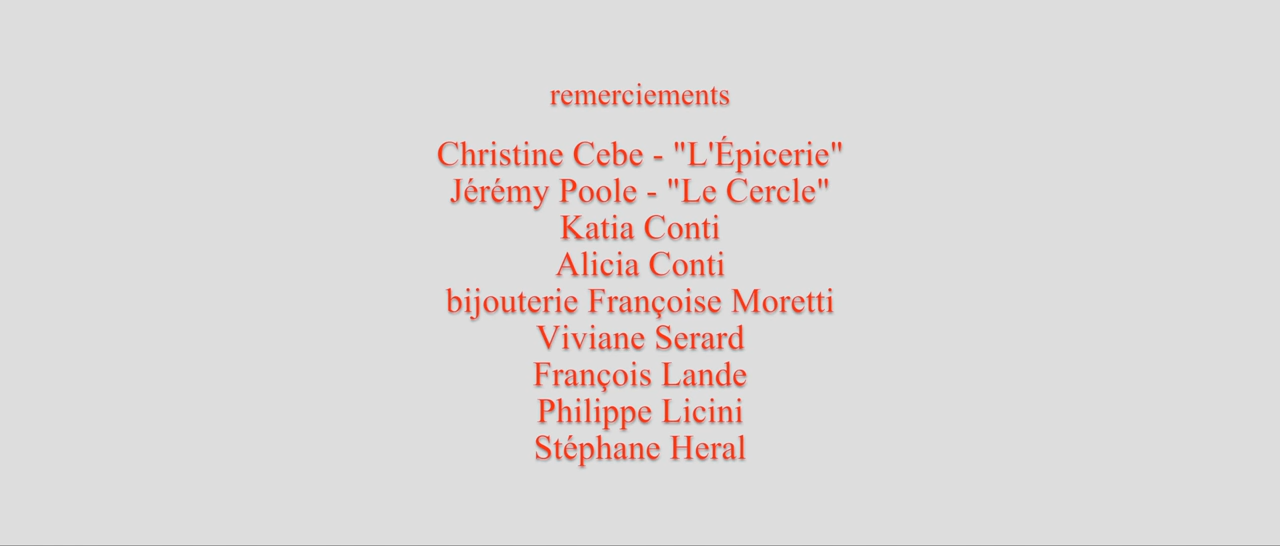 remerciements
Christine Cebe - "L'Épicerie"
Jérémy Poole - "Le Cercle"
Katia Conti
Alicia Conti
bijouterie Françoise Moretti
Viviane Serard
François Lande
Philippe Licini
Stéphane Heral